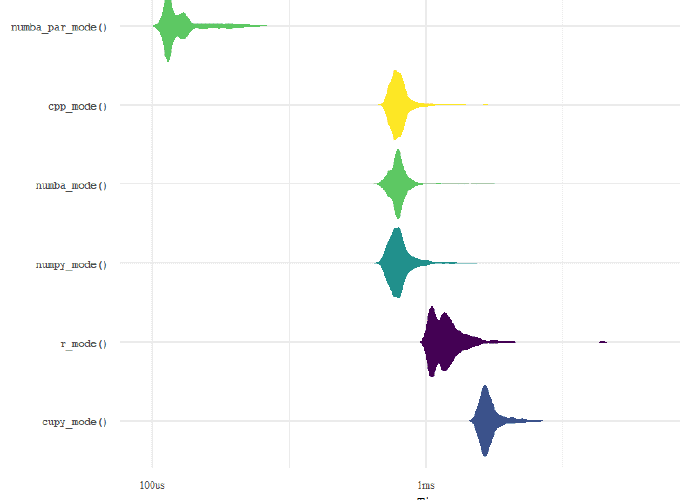 numba_par_mode()
cpp_mode()
numba_mode()
numpy_mode()
r_mode()
cupy_mode()
100us 1ms